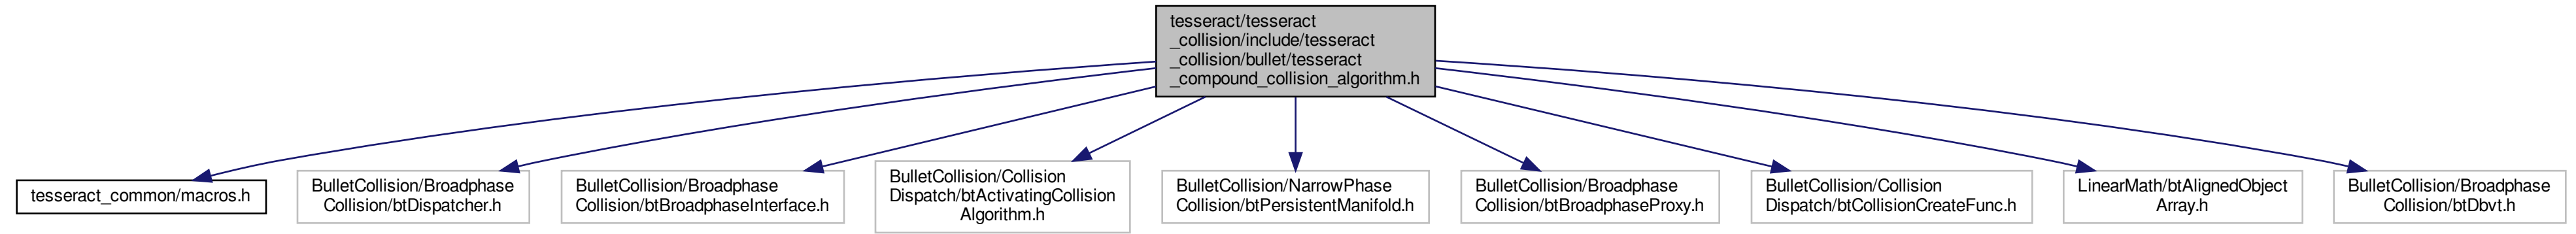 tesseract/tesseract
_collision/include/tesseract
_collision/bullet/tesseract
_compound_collision_algorithm.h
tesseract_common/macros.h
BulletCollision/Broadphase
Collision/btDispatcher.h
BulletCollision/Broadphase
Collision/btBroadphaseInterface.h
BulletCollision/Collision
Dispatch/btActivatingCollision
Algorithm.h
BulletCollision/NarrowPhase
Collision/btPersistentManifold.h
BulletCollision/Broadphase
Collision/btBroadphaseProxy.h
BulletCollision/Collision
Dispatch/btCollisionCreateFunc.h
LinearMath/btAlignedObject
Array.h
BulletCollision/Broadphase
Collision/btDbvt.h